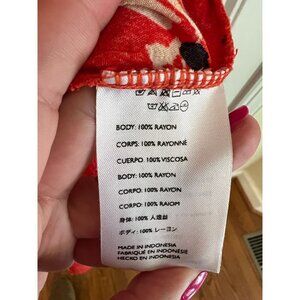 BODY: 100% RAYON
CORPS: 100% RAYONNE
CUERPO: 100% VISCOSA
BODY: 100% RAYON
CORPO: 100% RAYON
CORPO: 100% RAIOM
身体: 100% 人造丝
ボディ: 100% レーヨン
MADE IN INDONESIA
FABRIQUÉ EN INDONÉSIE
HECHO EN INDONESIA